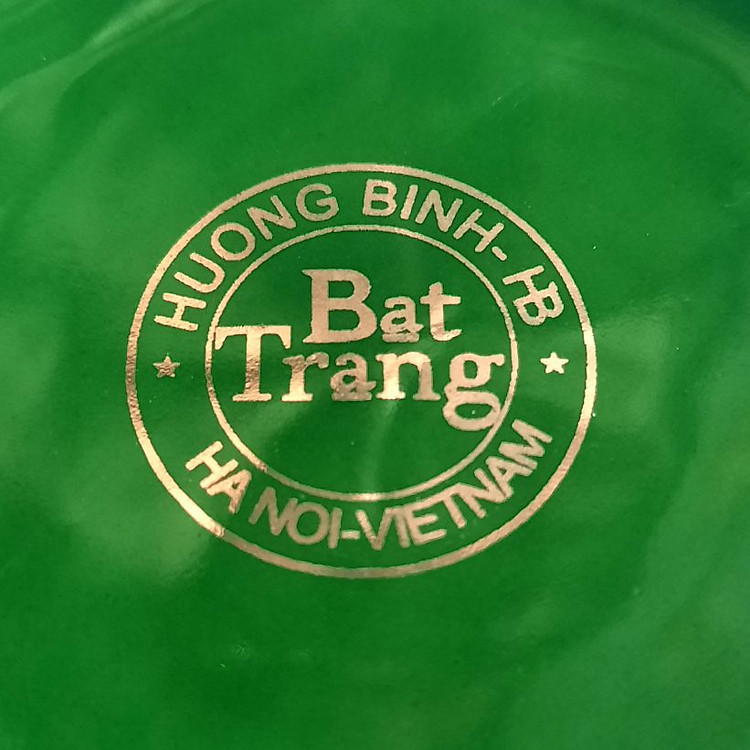 HUONG BINH-HB
Bat
Trang
HA NOI-VIETNAM